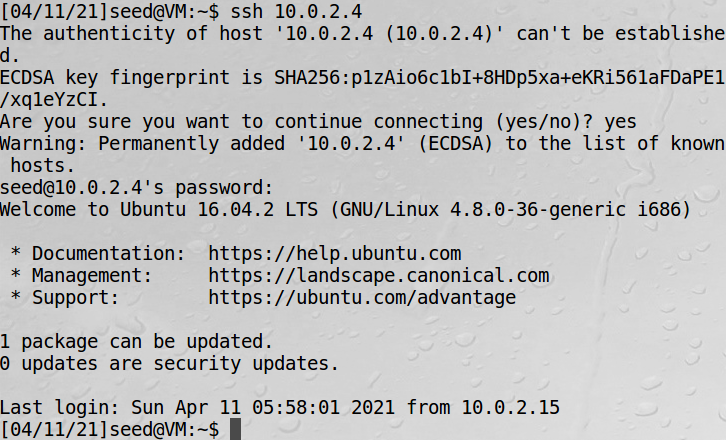 [04/11/21]seed@VM:~$ ssh 10.0.2.4
The authenticity of host '10.0.2.4 (10.0.2.4)' can't be establishe
d.
ECDSA key fingerprint is SHA256:p1zAio6c1bI+8HDp5xa+eKRi561aFDaPE1
/xq1eYzCI.
Are you sure you want to continue connecting (yes/no)? yes
Warning: Permanently added '10.0.2.4' (ECDSA) to the list of known
 hosts.
seed@10.0.2.4's password:
Welcome to Ubuntu 16.04.2 LTS (GNU/Linux 4.8.0-36-generic i686)

 * Documentation:  https://help.ubuntu.com
 * Management:     https://landscape.canonical.com
 * Support:        https://ubuntu.com/advantage

1 package can be updated.
0 updates are security updates.

Last login: Sun Apr 11 05:58:01 2021 from 10.0.2.15
[04/11/21]seed@VM:~$